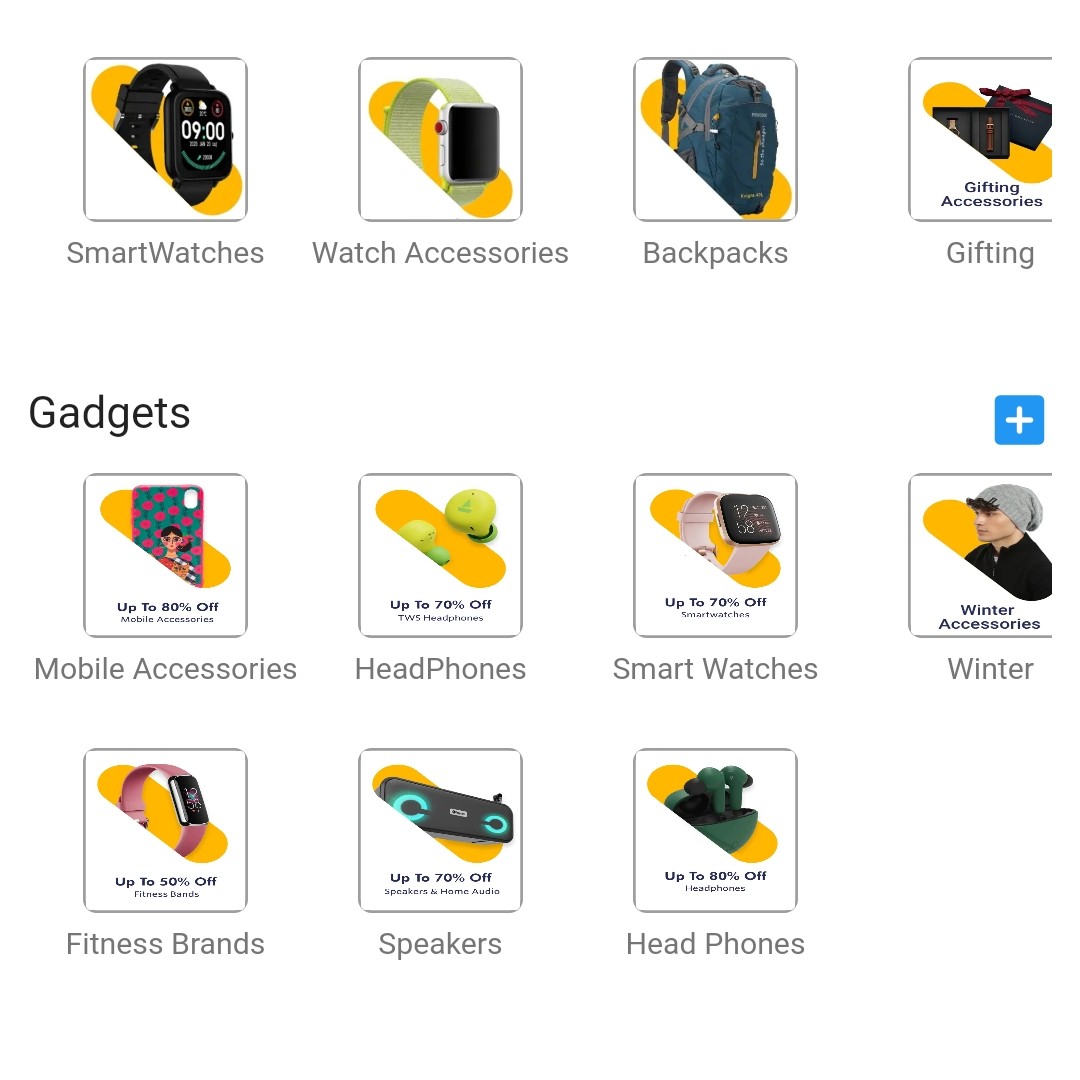 09:00
Gifting
Accessories
SmartWatches
Watch Accessories
Backpacks
Gifting
Gadgets
Up To 80% Off
Mobile Accessories
Up To 70% Off
TWS Headphones
Up To 70% Off
Smartwatches
Winter
Accessories
Mobile Accessories
HeadPhones
Smart Watches
Winter
Up To 50% Off
Fitness Bands
Up To 70% Off
Speakers & Home Audio
Up To 80% Off
Headphones
Fitness Brands
Speakers
Head Phones